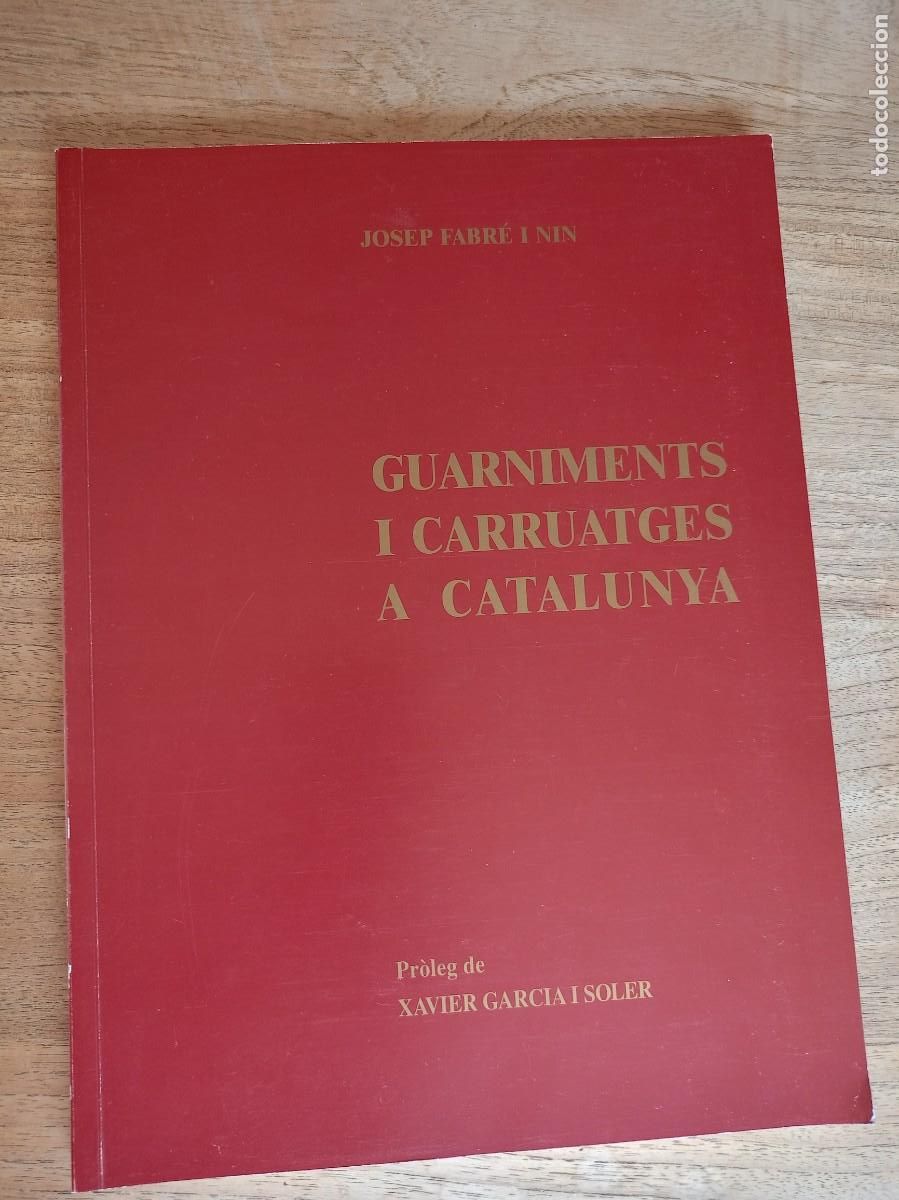 JOSEP FABRÉ I NIN
GUARNIMENTS
I CARRUATGES
A CATALUNYA
Pròleg de
XAVIER GARCIA I SOLER
todocoleccion